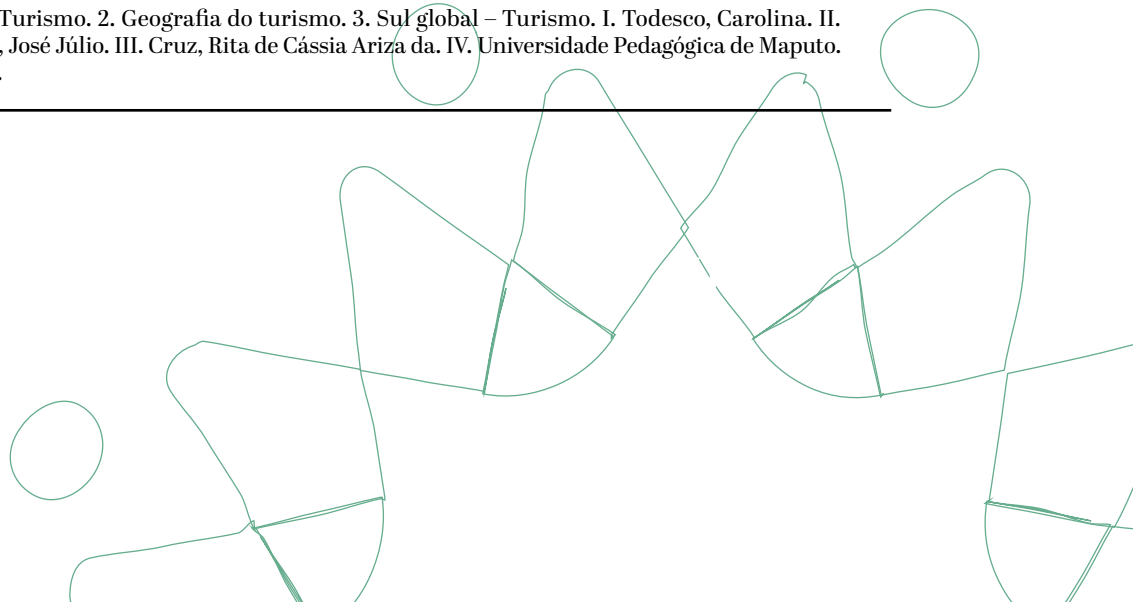 Turismo. 2. Geografia do turismo. 3. Sul global – Turismo. I. Todesco, Carolina. II.
, José Júlio. III. Cruz, Rita de Cássia Ariza da. IV. Universidade Pedagógica de Maputo.
.